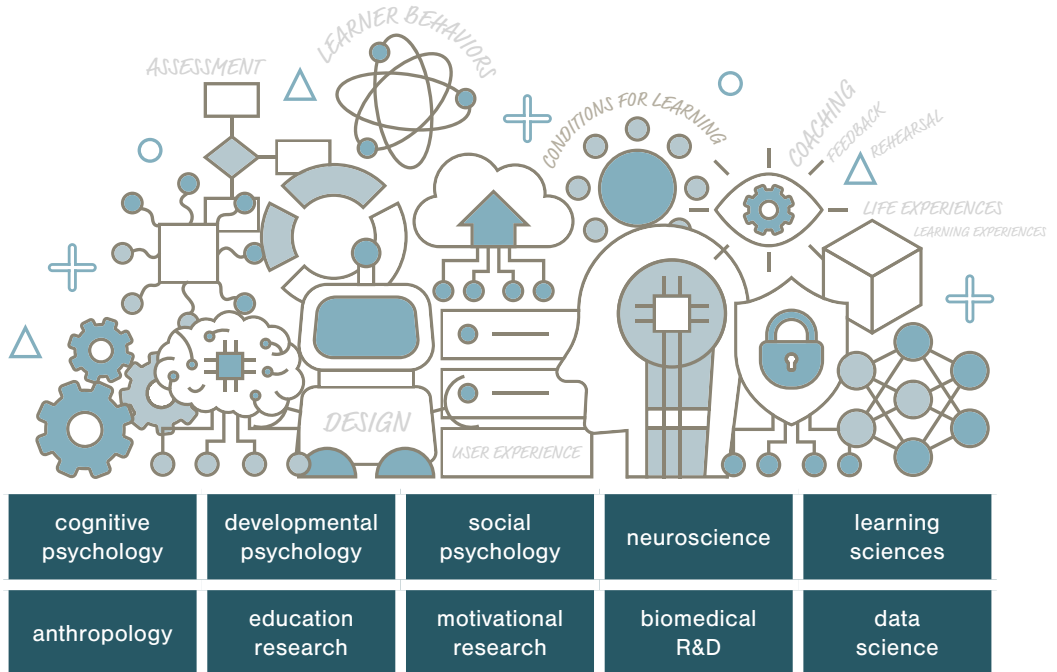 LEARNER BEHAVIORS
ASSESSMENT
CONDITIONS FOR LEARNING
COACHING
FEEDBACK
REHEARSAL
LIFE EXPERIENCES
LEARNING EXPERIENCES
DESIGN
USER EXPERIENCE
cognitive
psychology
developmental
psychology
social
psychology
neuroscience
learning
sciences
anthropology
education
research
motivational
research
biomedical
R&D
data
science